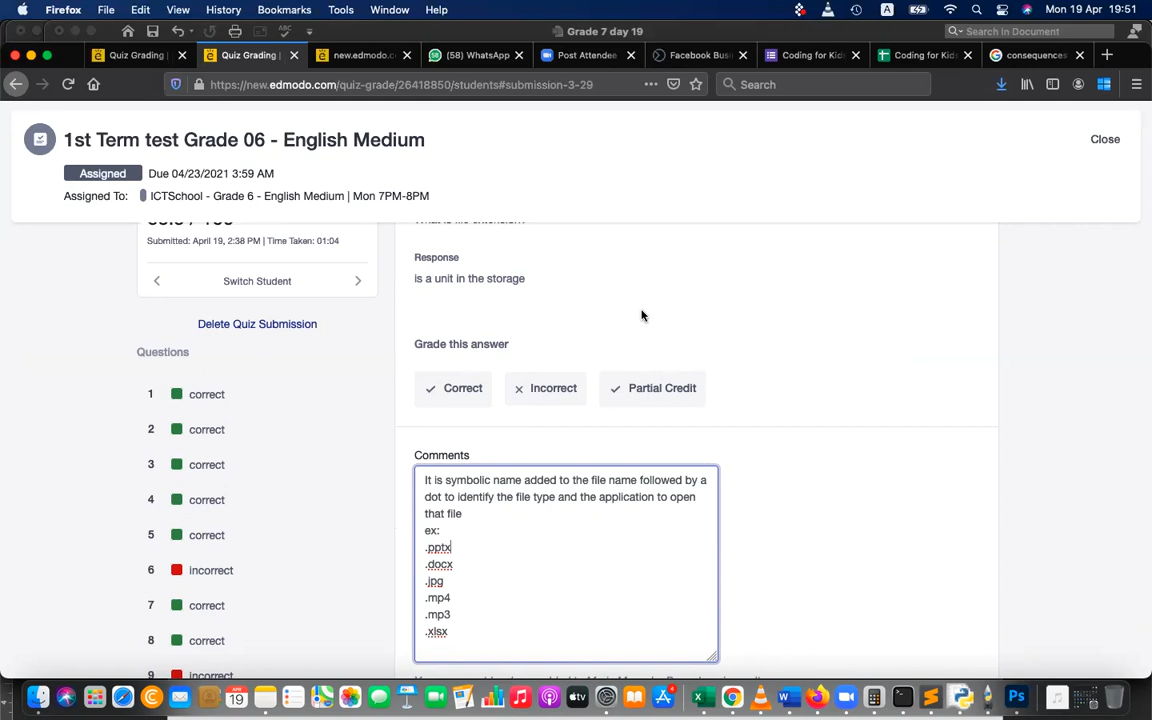 Firefox File Edit View History Bookmarks Tools Window Help A Mon 19 Apr 19:51
Grade 7 day 19 Search in Document
Quiz Grading Quiz Grading new.edmodo.c (58) WhatsApp Post Attendee Facebook Busi Coding for Kids Coding for Kids consequences
https://new.edmodo.com/quiz-grade/26418850/students#submission-3-29 Search
1st Term test Grade 06 - English Medium
Close
Assigned Due 04/23/2021 3:59 AM
Assigned To: ICTSchool - Grade 6 - English Medium | Mon 7PM-8PM
Submitted: April 19, 2:38 PM | Time Taken: 01:04
Switch Student
Delete Quiz Submission
Questions
1 correct
2 correct
3 correct
4 correct
5 correct
6 incorrect
7 correct
8 correct
9 incorrect
Response
is a unit in the storage
Grade this answer
Correct Incorrect Partial Credit
Comments
It is symbolic name added to the file name followed by a
dot to identify the file type and the application to open
that file
ex:
.pptx
.docx
.jpg
.mp4
.mp3
.xlsx